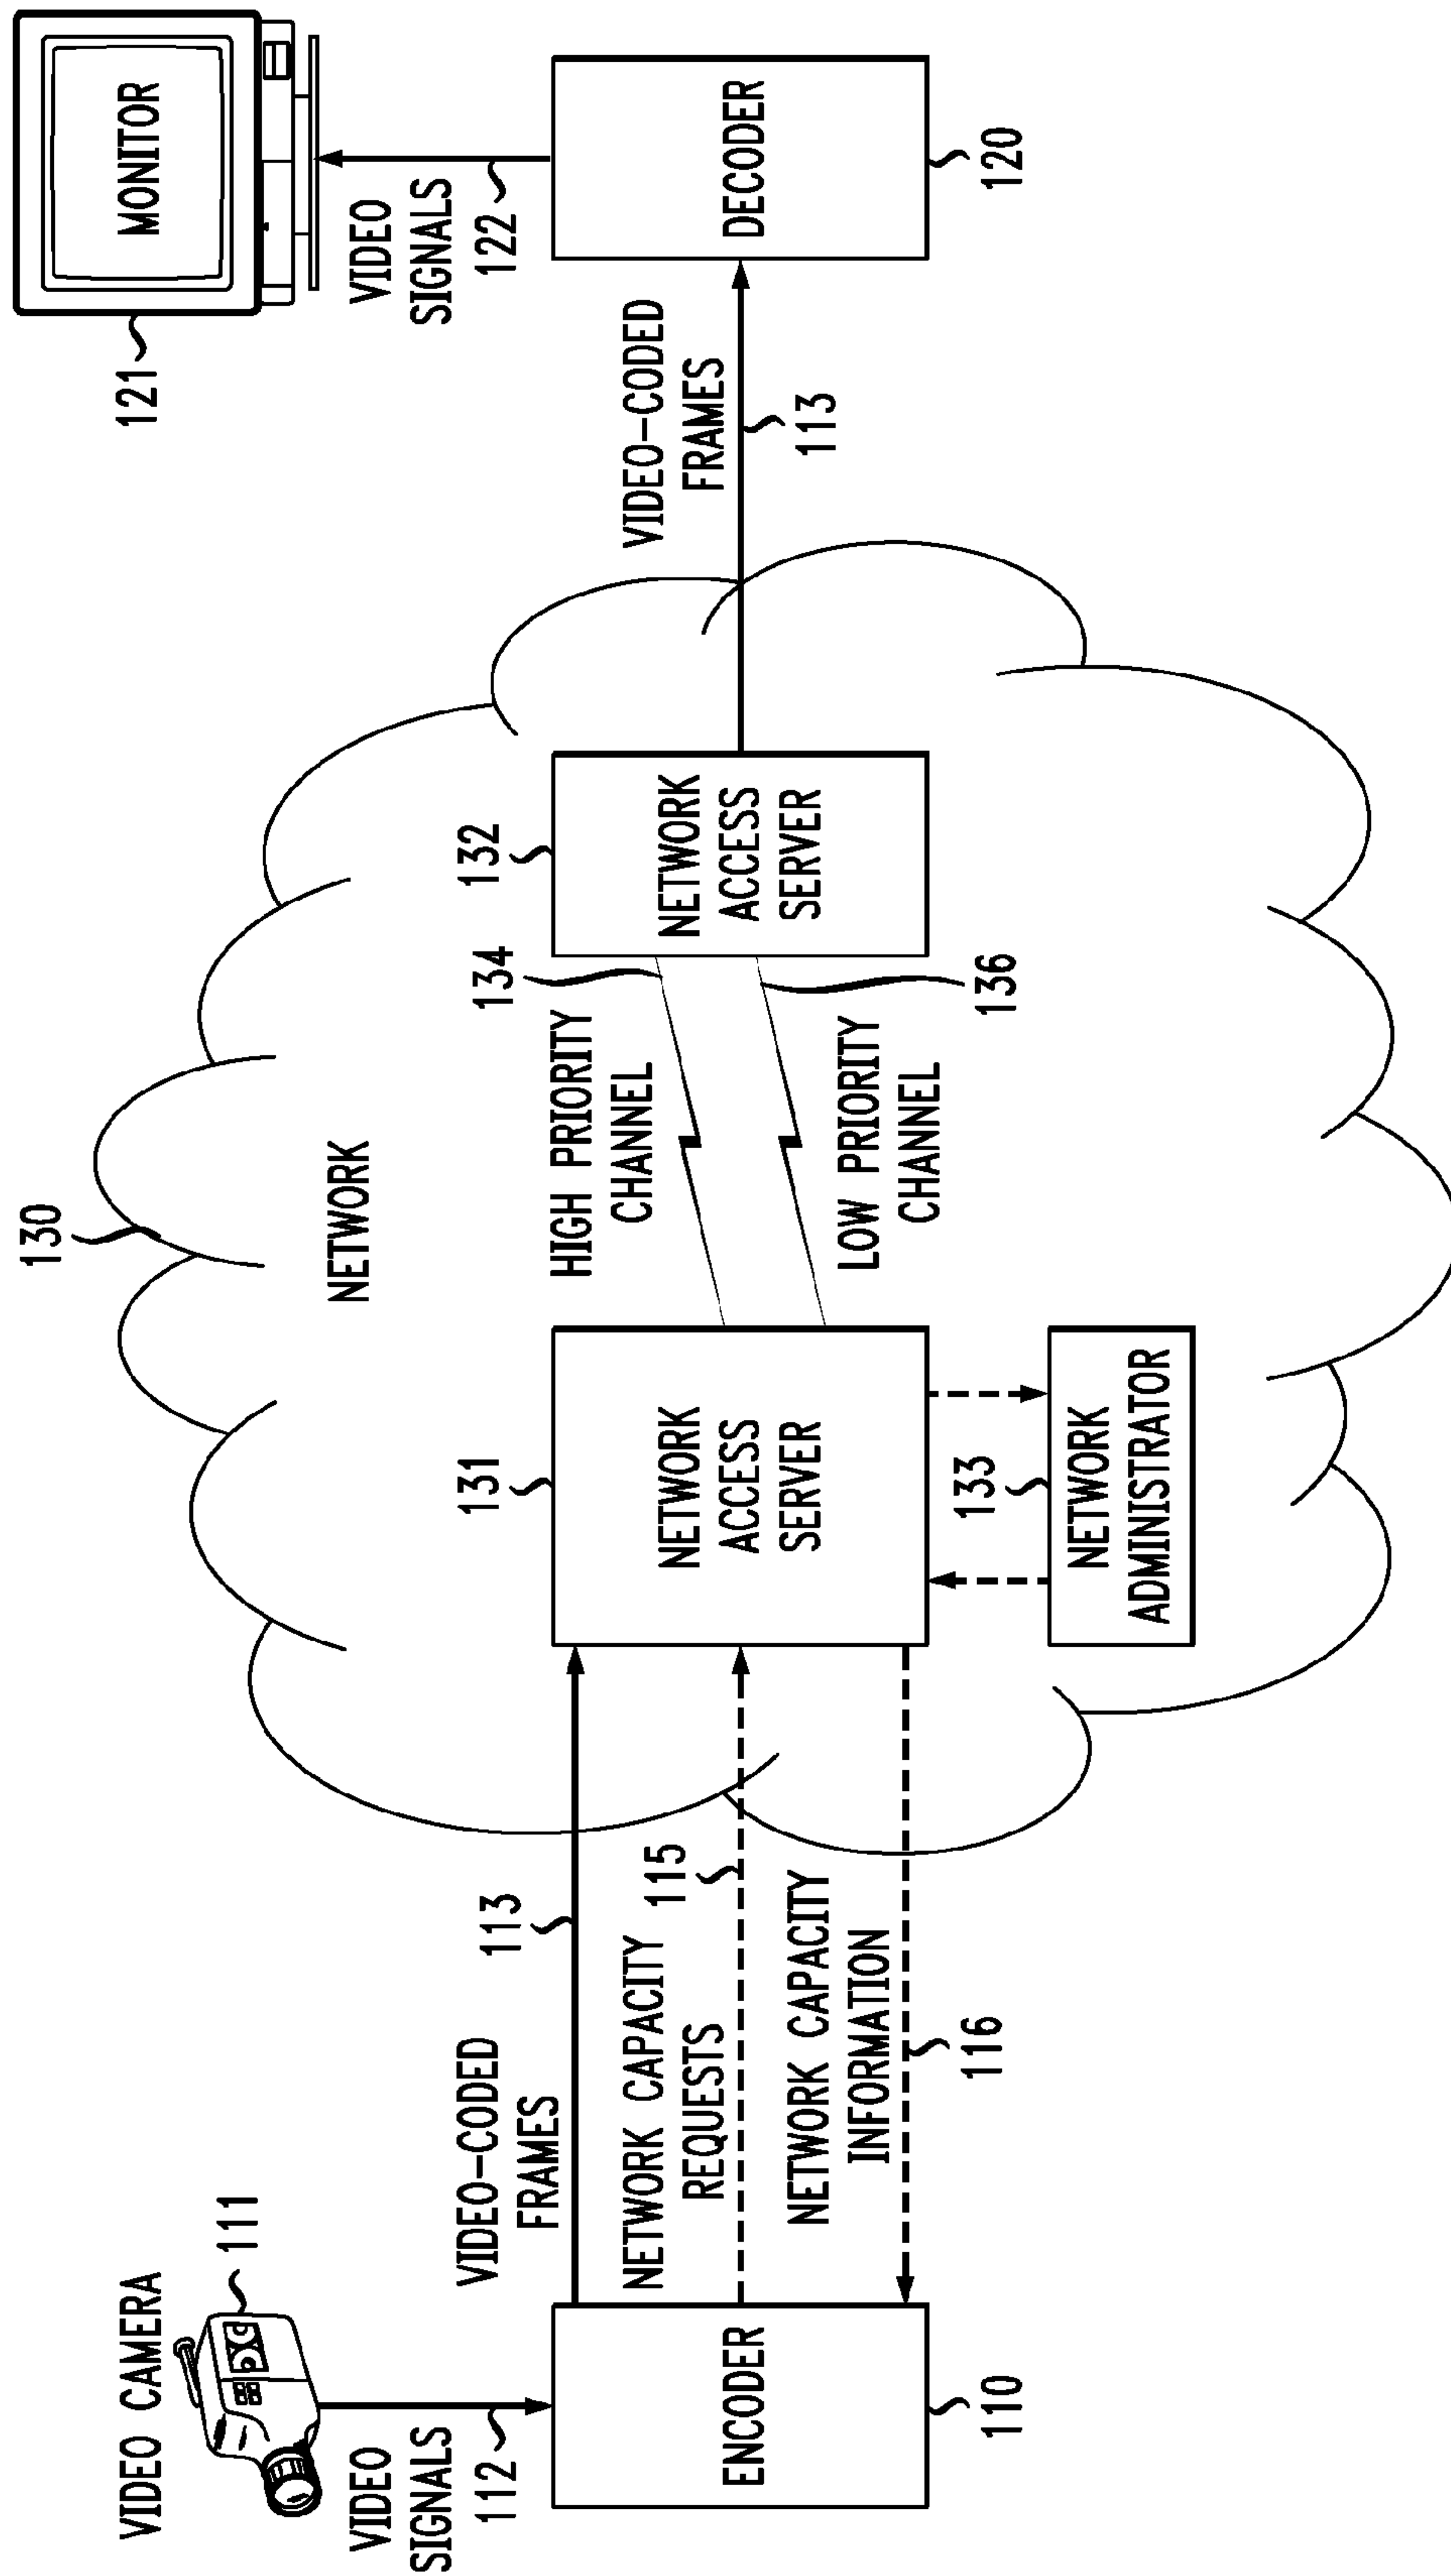 VIDEO CAMERA
111
VIDEO
SIGNALS
112
ENCODER
110
VIDEO-CODED
FRAMES
113
NETWORK CAPACITY
REQUESTS
115
NETWORK CAPACITY
INFORMATION
116
130
NETWORK
131
NETWORK
ACCESS
SERVER
133
NETWORK
ADMINISTRATOR
HIGH PRIORITY
CHANNEL
134
LOW PRIORITY
CHANNEL
136
132
NETWORK
ACCESS
SERVER
VIDEO-CODED
FRAMES
113
121
MONITOR
VIDEO
SIGNALS
122
DECODER
120